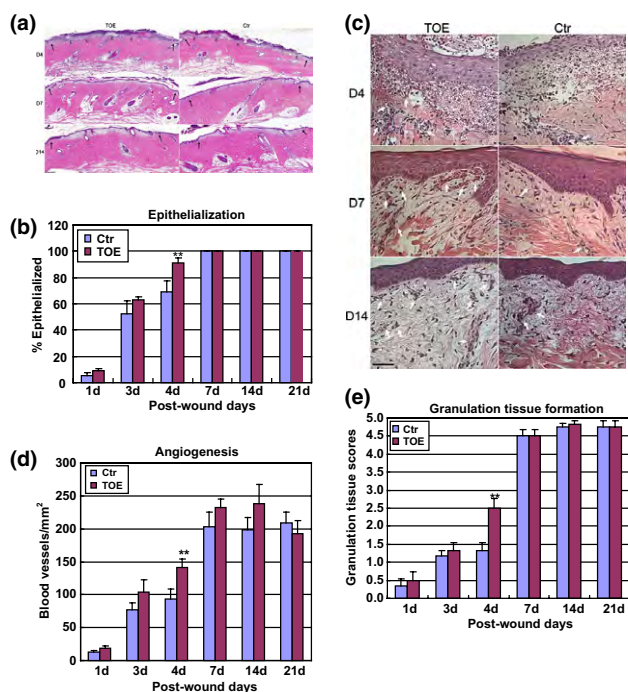 (a)
TOE Ctr
D4
D7
D14
(b)
Epithelialization
Ctr
TOE
**
% Epithelialized
120
100
80
60
40
20
0
1d 3d 4d 7d 14d 21d
Post-wound days
(c)
TOE Ctr
D4
D7
D14
(d)
Angiogenesis
Ctr
TOE
**
Blood vessels/mm²
300
250
200
150
100
50
0
1d 3d 4d 7d 14d 21d
Post-wound days
(e)
Granulation tissue formation
Ctr
TOE
**
Granulation tissue scores
5.0
4.5
4.0
3.5
3.0
2.5
2.0
1.5
1.0
0.5
0.0
1d 3d 4d 7d 14d 21d
Post-wound days